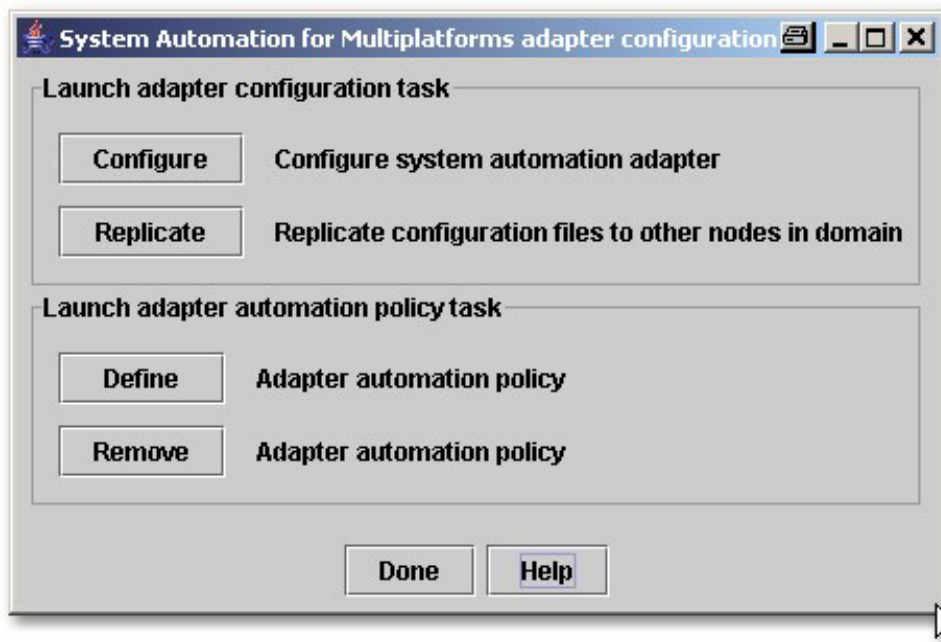 System Automation for Multiplatforms adapter configuration
Launch adapter configuration task
Configure Configure system automation adapter
Replicate Replicate configuration files to other nodes in domain
Launch adapter automation policy task
Define Adapter automation policy
Remove Adapter automation policy
Done Help